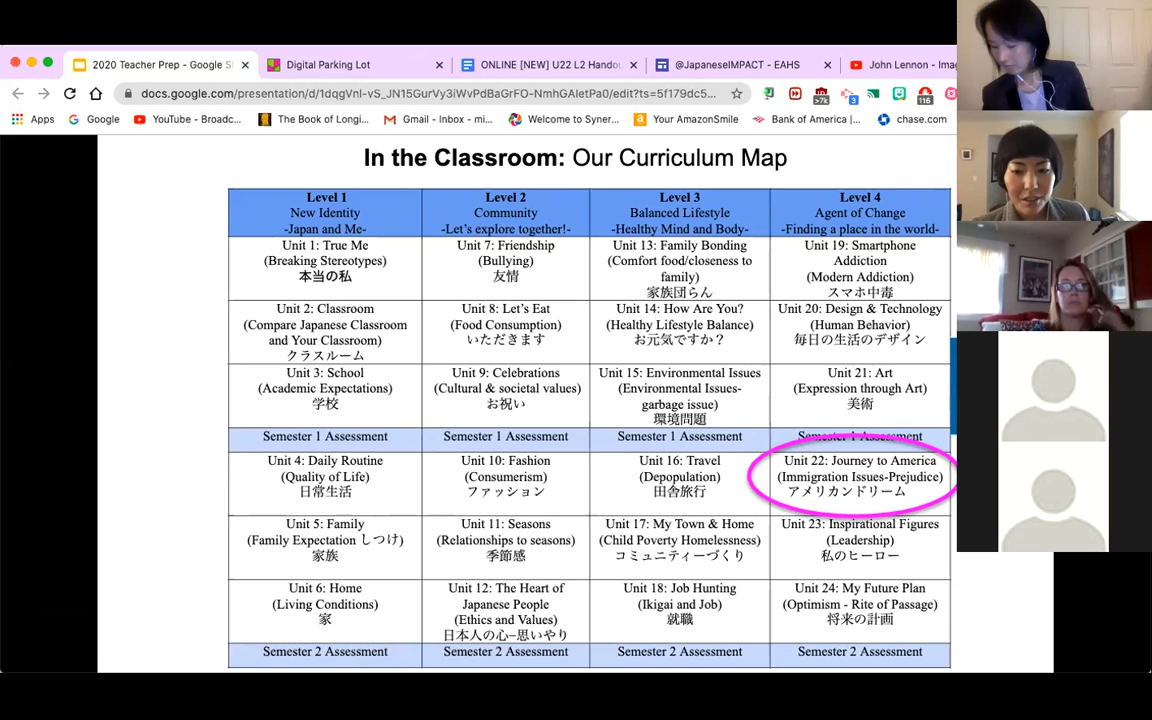 2020 Teacher Prep - Google S
Digital Parking Lot
ONLINE [NEW] U22 L2 Handou
@JapaneseIMPACT - EAHS
John Lennon - Ima
docs.google.com/presentation/d/1dqgVnl-vS_JN15GurVy3iWvPdBaGrFO-NmhGAletPa0/edit?ts=5f179dc5...
>7k
3
116
Apps
Google
YouTube - Broadc...
The Book of Longi...
Gmail - Inbox - mi...
Welcome to Syner...
Your AmazonSmile
Bank of America |...
chase.com
In the Classroom: Our Curriculum Map
Level 1
New Identity
-Japan and Me-
Level 2
Community
-Let's explore together!-
Level 3
Balanced Lifestyle
-Healthy Mind and Body-
Level 4
Agent of Change
-Finding a place in the world-
Unit 1: True Me
(Breaking Stereotypes)
本当の私
Unit 7: Friendship
(Bullying)
友情
Unit 13: Family Bonding
(Comfort food/closeness to
family)
家族団らん
Unit 19: Smartphone
Addiction
(Modern Addiction)
スマホ中毒
Unit 2: Classroom
(Compare Japanese Classroom
and Your Classroom)
クラスルーム
Unit 8: Let's Eat
(Food Consumption)
いただきます
Unit 14: How Are You?
(Healthy Lifestyle Balance)
お元気ですか？
Unit 20: Design & Technology
(Human Behavior)
毎日の生活のデザイン
Unit 3: School
(Academic Expectations)
学校
Unit 9: Celebrations
(Cultural & societal values)
お祝い
Unit 15: Environmental Issues
(Environmental Issues-
garbage issue)
環境問題
Unit 21: Art
(Expression through Art)
美術
Semester 1 Assessment
Semester 1 Assessment
Semester 1 Assessment
Semester 1 Assessment
Unit 4: Daily Routine
(Quality of Life)
日常生活
Unit 10: Fashion
(Consumerism)
ファッション
Unit 16: Travel
(Depopulation)
田舎旅行
Unit 22: Journey to America
(Immigration Issues-Prejudice)
アメリカンドリーム
Unit 5: Family
(Family Expectation しつけ)
家族
Unit 11: Seasons
(Relationships to seasons)
季節感
Unit 17: My Town & Home
(Child Poverty Homelessness)
コミュニティーづくり
Unit 23: Inspirational Figures
(Leadership)
私のヒーロー
Unit 6: Home
(Living Conditions)
家
Unit 12: The Heart of
Japanese People
(Ethics and Values)
日本人の心–思いやり
Unit 18: Job Hunting
(Ikigai and Job)
就職
Unit 24: My Future Plan
(Optimism - Rite of Passage)
将来の計画
Semester 2 Assessment
Semester 2 Assessment
Semester 2 Assessment
Semester 2 Assessment